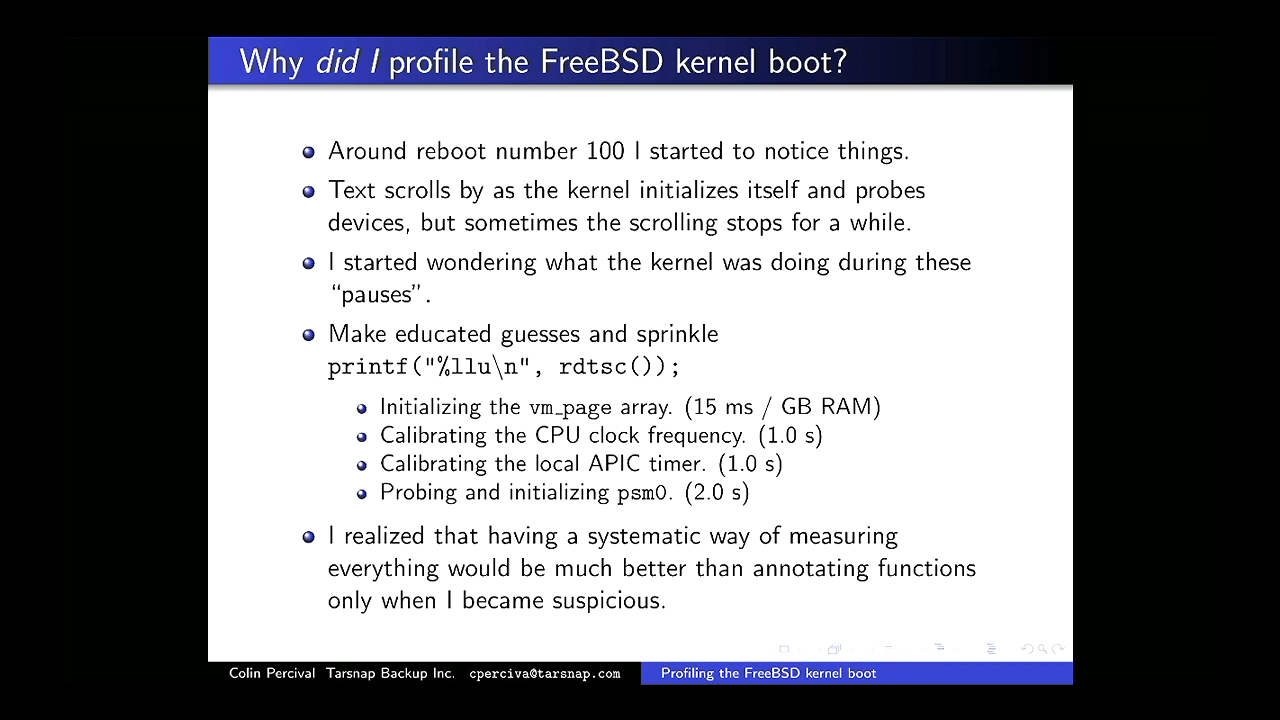 Why did I profile the FreeBSD kernel boot?
Around reboot number 100 I started to notice things.
Text scrolls by as the kernel initializes itself and probes
devices, but sometimes the scrolling stops for a while.
I started wondering what the kernel was doing during these
“pauses”.
Make educated guesses and sprinkle
printf("%llu\n", rdtsc());
Initializing the vm_page array. (15 ms / GB RAM)
Calibrating the CPU clock frequency. (1.0 s)
Calibrating the local APIC timer. (1.0 s)
Probing and initializing psm0. (2.0 s)
I realized that having a systematic way of measuring
everything would be much better than annotating functions
only when I became suspicious.
Colin Percival Tarsnap Backup Inc. cperciva@tarsnap.com
Profiling the FreeBSD kernel boot